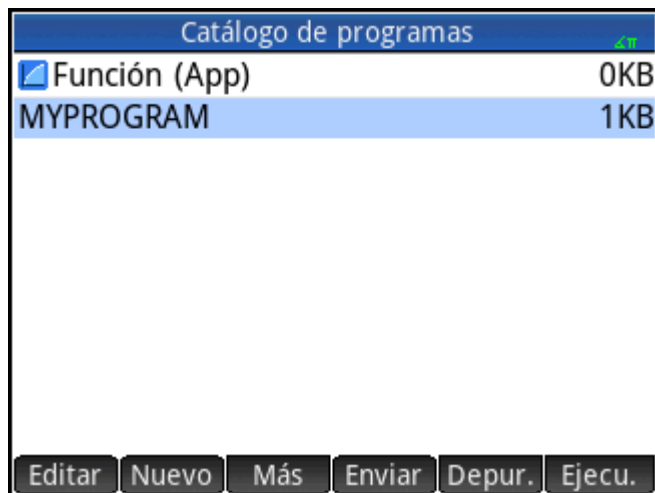 Catálogo de programas
∡π
Función (App) 0KB
MYPROGRAM 1KB
Editar Nuevo Más Enviar Depur. Ejecu.